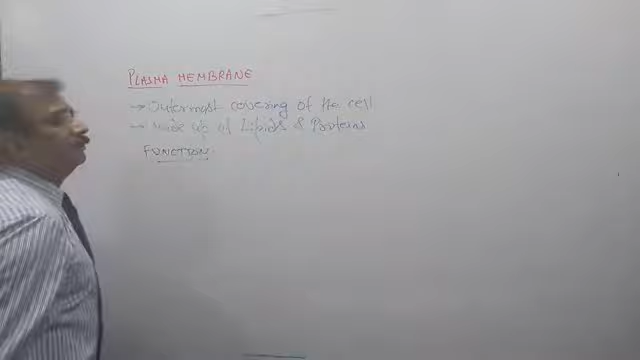 PLASMA MEMBRANE
→ Outermost covering of the cell
→ Made up of Lipids & Proteins
FUNCTION